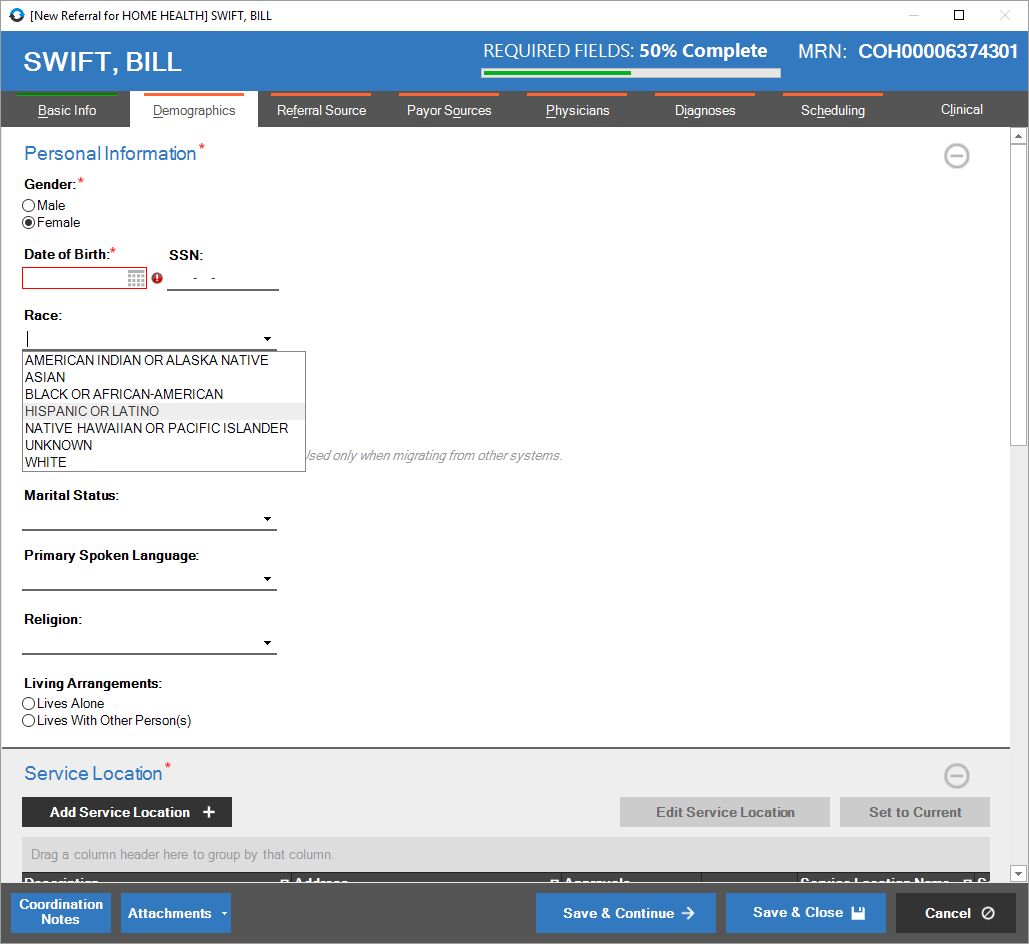 [New Referral for HOME HEALTH] SWIFT, BILL
SWIFT, BILL
REQUIRED FIELDS: 50% Complete
MRN: COH00006374301
Basic Info
Demographics
Referral Source
Payor Sources
Physicians
Diagnoses
Scheduling
Clinical
Personal Information*
Gender:*
Male
Female
Date of Birth:* SSN:
- -
Race:
AMERICAN INDIAN OR ALASKA NATIVE
ASIAN
BLACK OR AFRICAN-AMERICAN
HISPANIC OR LATINO
NATIVE HAWAIIAN OR PACIFIC ISLANDER
UNKNOWN
WHITE
Used only when migrating from other systems.
Marital Status:
Primary Spoken Language:
Religion:
Living Arrangements:
Lives Alone
Lives With Other Person(s)
Service Location*
Add Service Location +
Edit Service Location
Set to Current
Drag a column header here to group by that column.
Description Address Approvals Service Location Name S
Coordination
Notes
Attachments
Save & Continue
Save & Close
Cancel